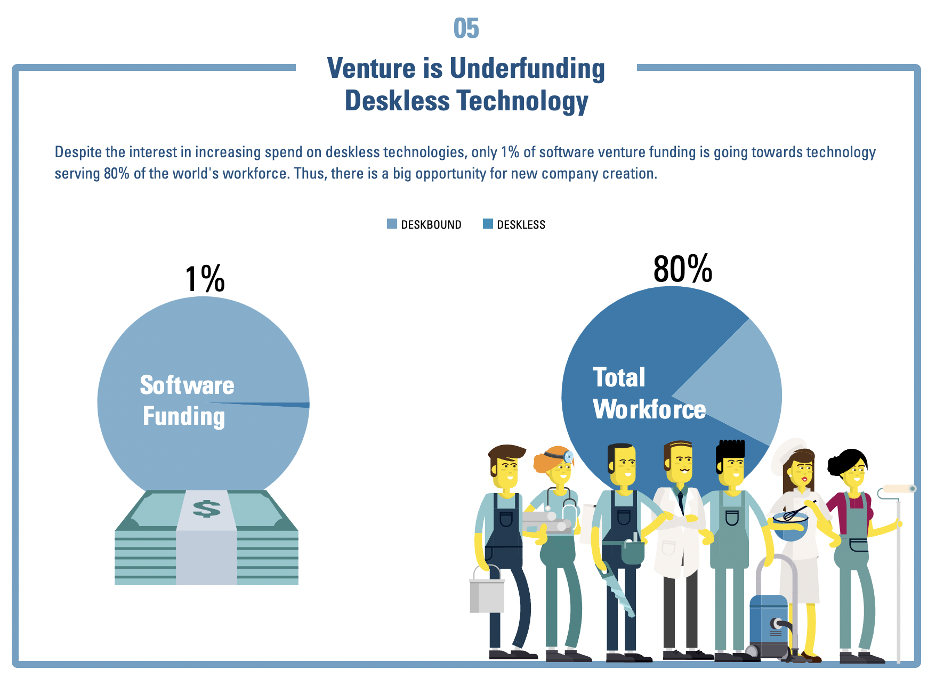 05
Venture is Underfunding
Deskless Technology
Despite the interest in increasing spend on deskless technologies, only 1% of software venture funding is going towards technology
serving 80% of the world's workforce. Thus, there is a big opportunity for new company creation.
DESKBOUND DESKLESS
1%
Software
Funding
$
80%
Total
Workforce